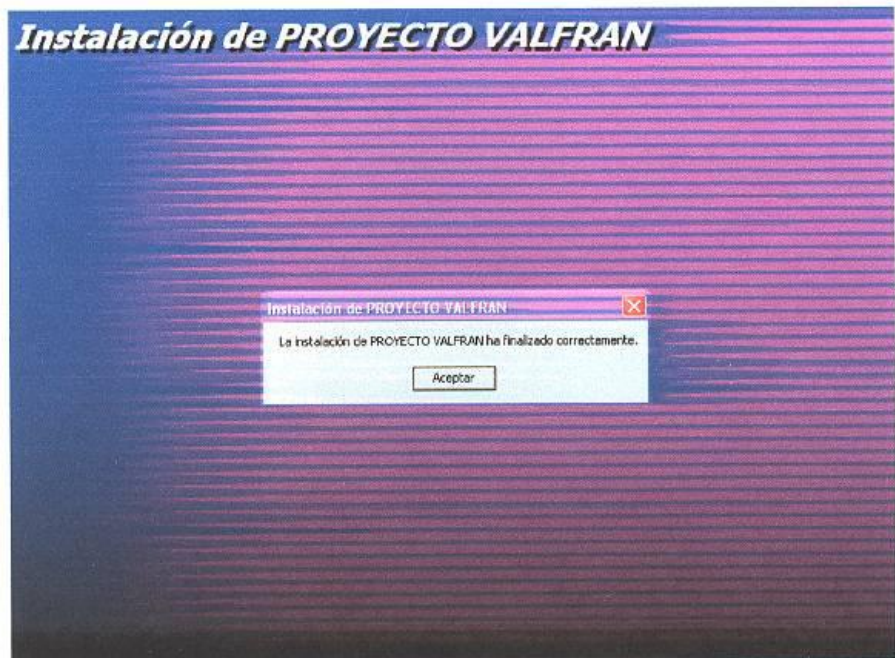 Instalación de PROYECTO VALFRAN
Instalación de PROYECTO VALFRAN
La instalación de PROYECTO VALFRAN ha finalizado correctamente.
Aceptar